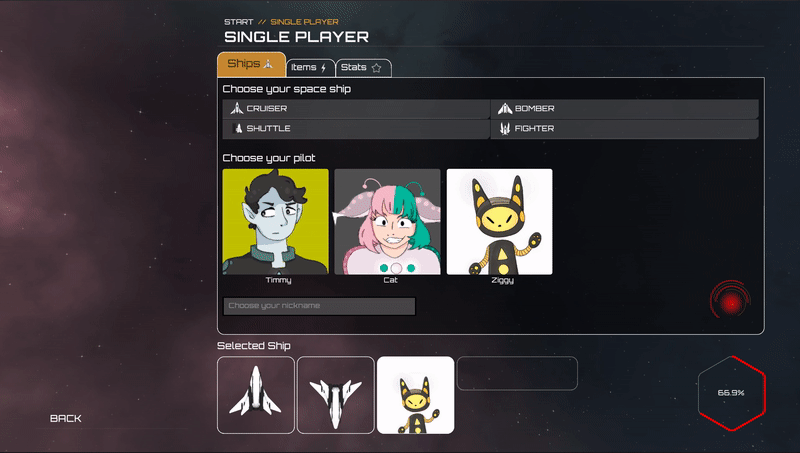 START // SINGLE PLAYER
SINGLE PLAYER
Ships
Items
Stats
Choose your space ship
CRUISER
BOMBER
SHUTTLE
FIGHTER
Choose your pilot
Timmy
Cat
Ziggy
Choose your nickname
Selected Ship
66.9%
BACK